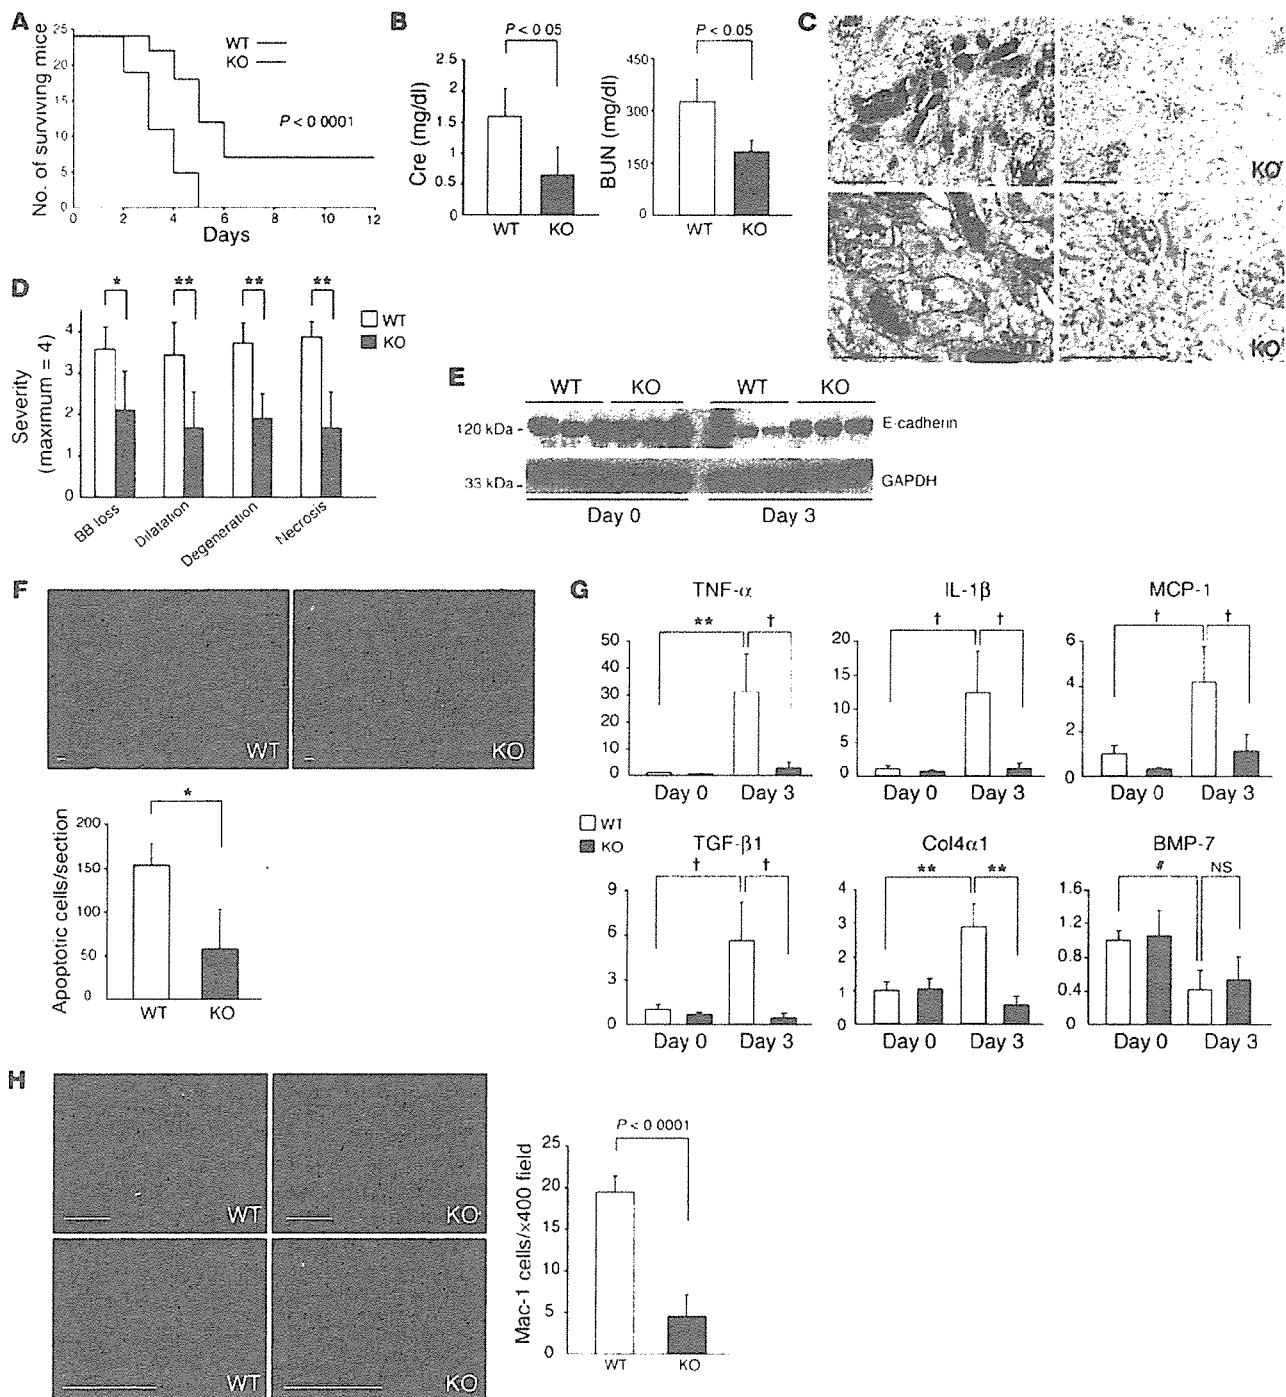 A
No. of surviving mice
25
20
15
10
5
0
0 2 4 6 8 10 12
Days
WT
KO
P < 0 0001
B
P < 0 05
Cre (mg/dl)
2
1.5
1
0.5
0
WT KO
P < 0.05
BUN (mg/dl)
450
300
150
0
WT KO
C
KO
KO
D
Severity
(maximum = 4)
4
3
2
1
0
* ** ** **
WT
KO
BB loss
Dilatation
Degeneration
Necrosis
E
WT KO WT KO
120 kDa
E-cadherin
33 kDa
GAPDH
Day 0 Day 3
F
WT
KO
Apoptotic cells/section
200
150
100
50
0
*
WT KO
G
TNF-α
50
40
30
20
10
0
** †
Day 0 Day 3
IL-1β
20
15
10
5
0
† †
Day 0 Day 3
MCP-1
6
4
2
0
† †
Day 0 Day 3
WT
KO
TGF-β1
9
6
3
0
† †
Day 0 Day 3
Col4α1
4
3
2
1
0
** **
Day 0 Day 3
BMP-7
1.6
1.2
0.8
0.4
0
# NS
Day 0 Day 3
H
WT
KO
WT
KO
Mac-1 cells/×400 field
25
20
15
10
5
0
P < 0 0001
WT KO